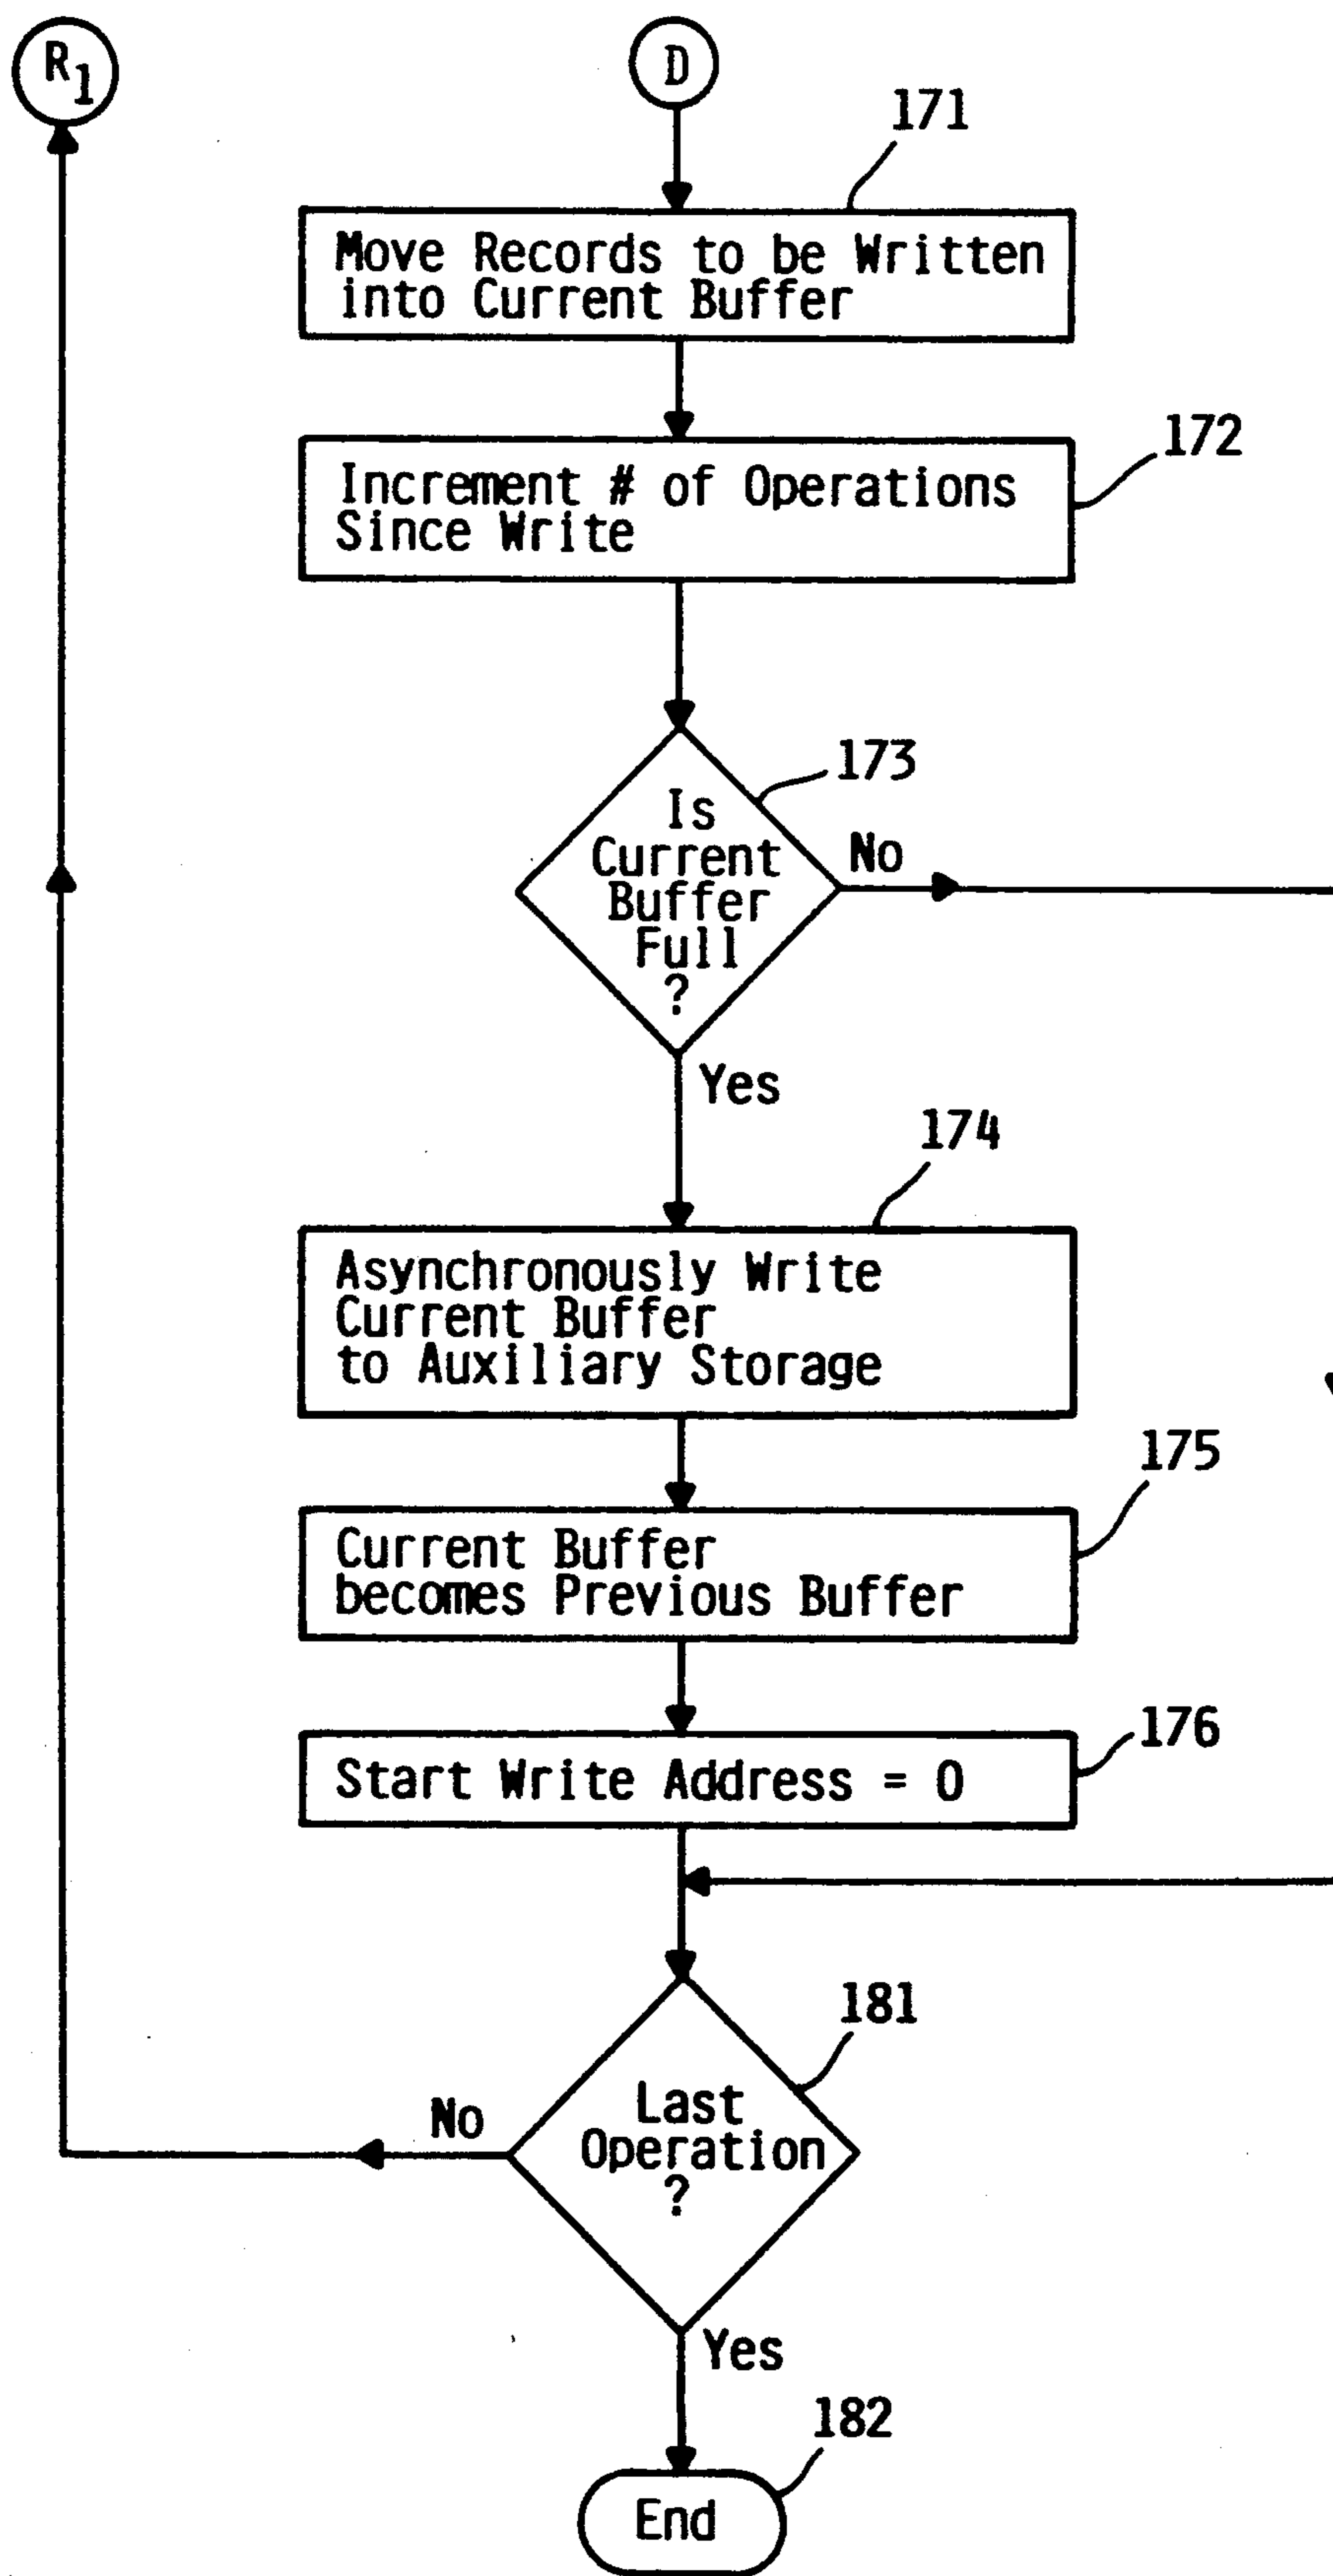 R1
D
171
Move Records to be Written
into Current Buffer
172
Increment # of Operations
Since Write
173
Is
Current
Buffer
Full
?
No
Yes
174
Asynchronously Write
Current Buffer
to Auxiliary Storage
175
Current Buffer
becomes Previous Buffer
176
Start Write Address = 0
181
Last
Operation
?
No
Yes
182
End